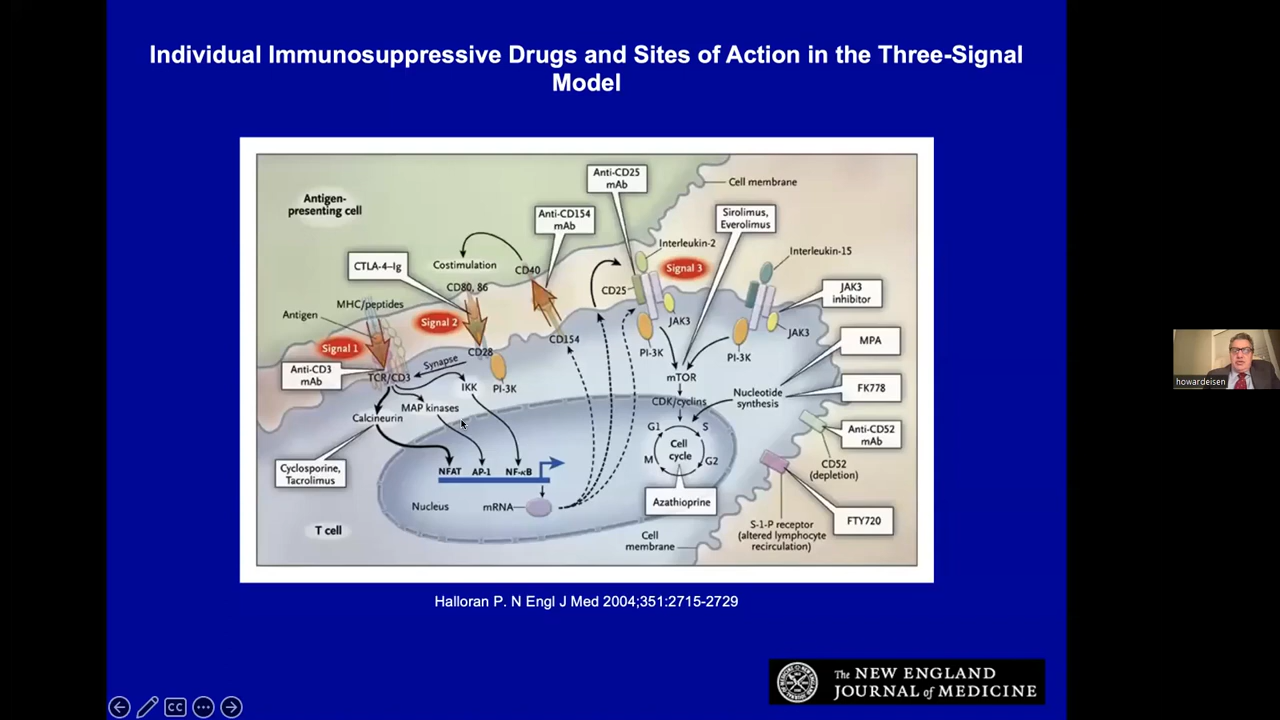 Individual Immunosuppressive Drugs and Sites of Action in the Three-Signal
Model
Antigen-
presenting cell
Anti-CD25
mAb
Cell membrane
Anti-CD154
mAb
Sirolimus,
Everolimus
Interleukin-2
Interleukin-15
CTLA-4–Ig
Costimulation
CD40
Signal 3
CD80, 86
CD25
JAK3
inhibitor
MHC/peptides
Antigen
Signal 2
JAK3
JAK3
CD154
MPA
Signal 1
CD28
PI-3K
PI-3K
Synapse
Anti-CD3
mAb
TCR/CD3
IKK
PI-3K
mTOR
FK778
MAP kinases
CDK/cyclins
Nucleotide
synthesis
Calcineurin
G1
S
Anti-CD52
mAb
Cell
cycle
M
G2
Cyclosporine,
Tacrolimus
NFAT
AP-1
NF-κB
CD52
(depletion)
Nucleus
mRNA
Azathioprine
FTY720
T cell
S-1-P receptor
(altered lymphocyte
recirculation)
Cell
membrane
Halloran P. N Engl J Med 2004;351:2715-2729
The NEW ENGLAND
JOURNAL of MEDICINE
howardeisen
CC